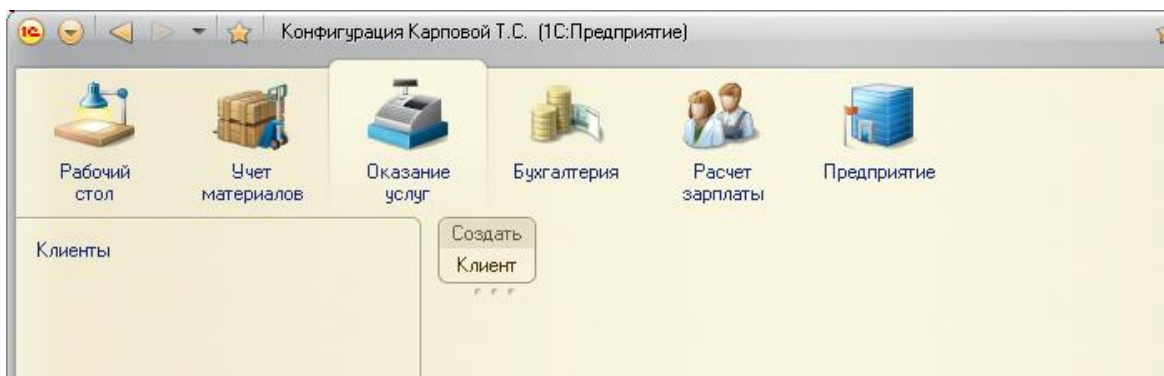 1С Конфигурация Карповой Т.С. (1С:Предприятие)
Рабочий стол
Учет материалов
Оказание услуг
Бухгалтерия
Расчет зарплаты
Предприятие
Клиенты
Создать
Клиент